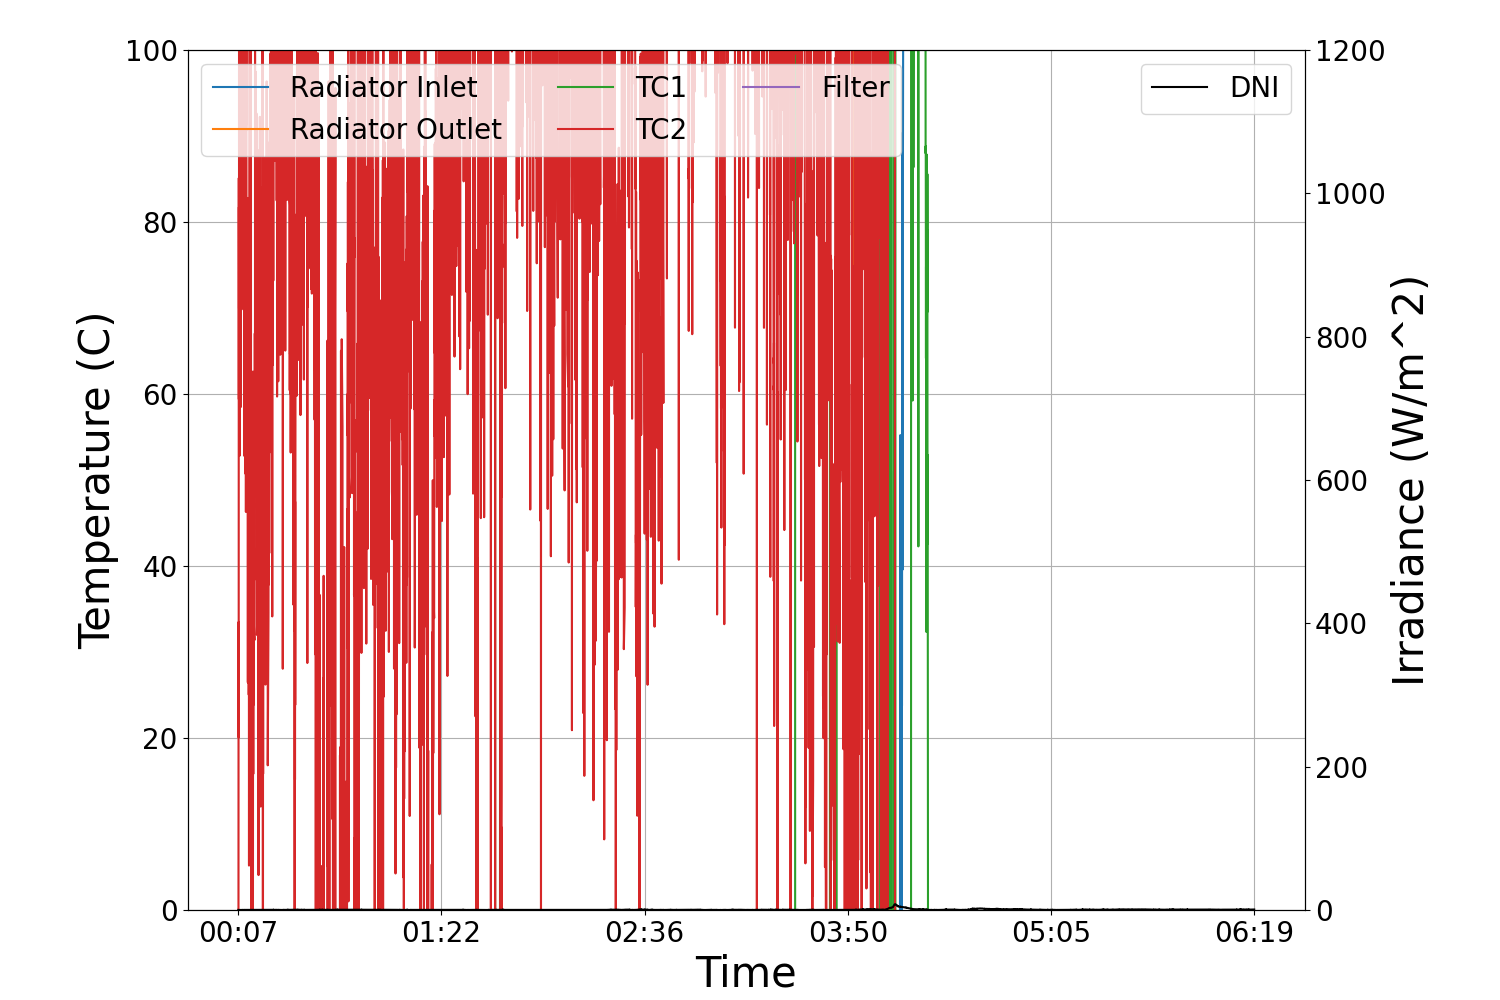 100
80
60
40
20
0
Temperature (C)
Radiator Inlet
Radiator Outlet
TC1
TC2
Filter
DNI
1200
1000
800
600
400
200
0
Irradiance (W/m^2)
00:07
01:22
02:36
03:50
05:05
06:19
Time